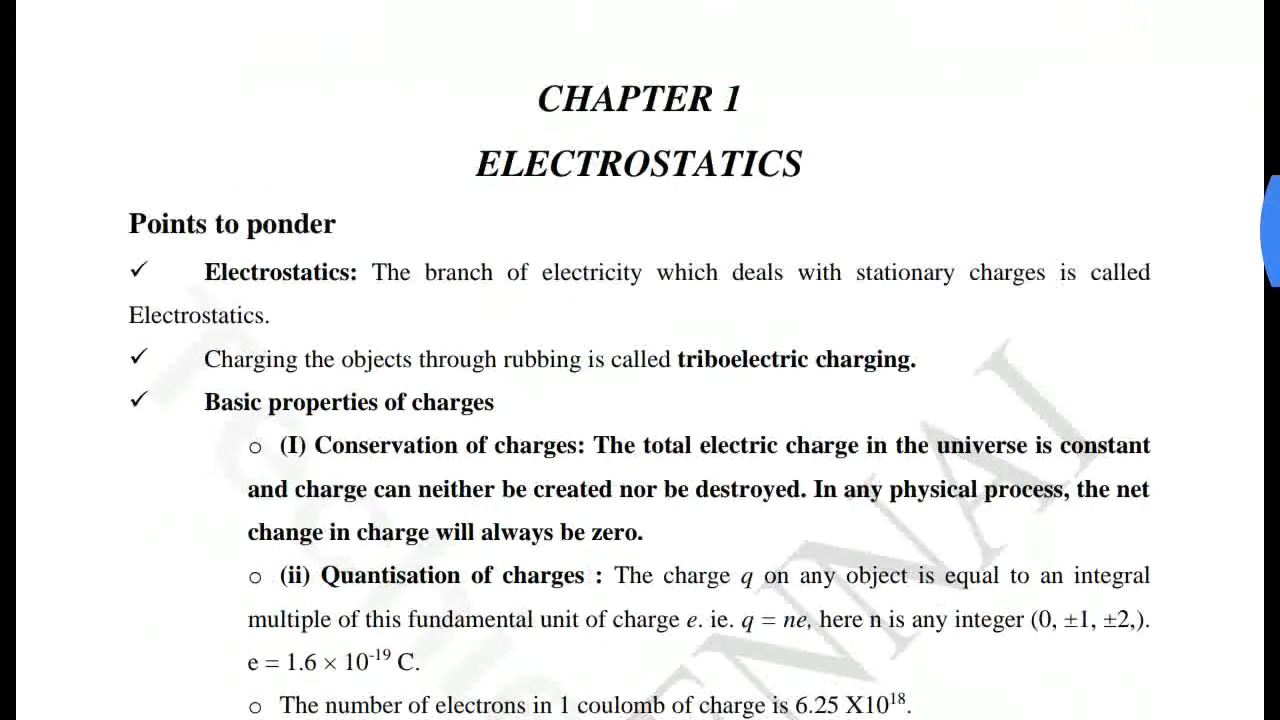 CHAPTER 1
ELECTROSTATICS
Points to ponder
✓ Electrostatics: The branch of electricity which deals with stationary charges is called
Electrostatics.
✓ Charging the objects through rubbing is called triboelectric charging.
✓ Basic properties of charges
o (I) Conservation of charges: The total electric charge in the universe is constant
and charge can neither be created nor be destroyed. In any physical process, the net
change in charge will always be zero.
o (ii) Quantisation of charges : The charge q on any object is equal to an integral
multiple of this fundamental unit of charge e. ie. q = ne, here n is any integer (0, ±1, ±2,).
e = 1.6 × 10⁻¹⁹ C.
o The number of electrons in 1 coulomb of charge is 6.25 X10¹⁸.